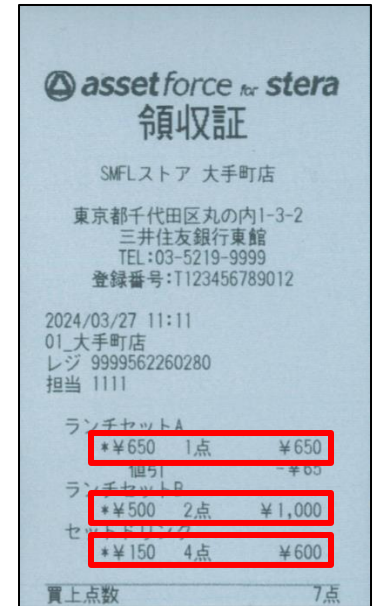 assetforce for stera
領収証
SMFLストア 大手町店
東京都千代田区丸の内1-3-2
三井住友銀行東館
TEL:03-5219-9999
登録番号:T123456789012
2024/03/27 11:11
01_大手町店
レジ 9999562260280
担当 1111
ランチセットA
*¥650 1点 ¥650
値引 -¥65
ランチセットB
*¥500 2点 ¥1,000
セットドリンク
*¥150 4点 ¥600
買上点数 7点